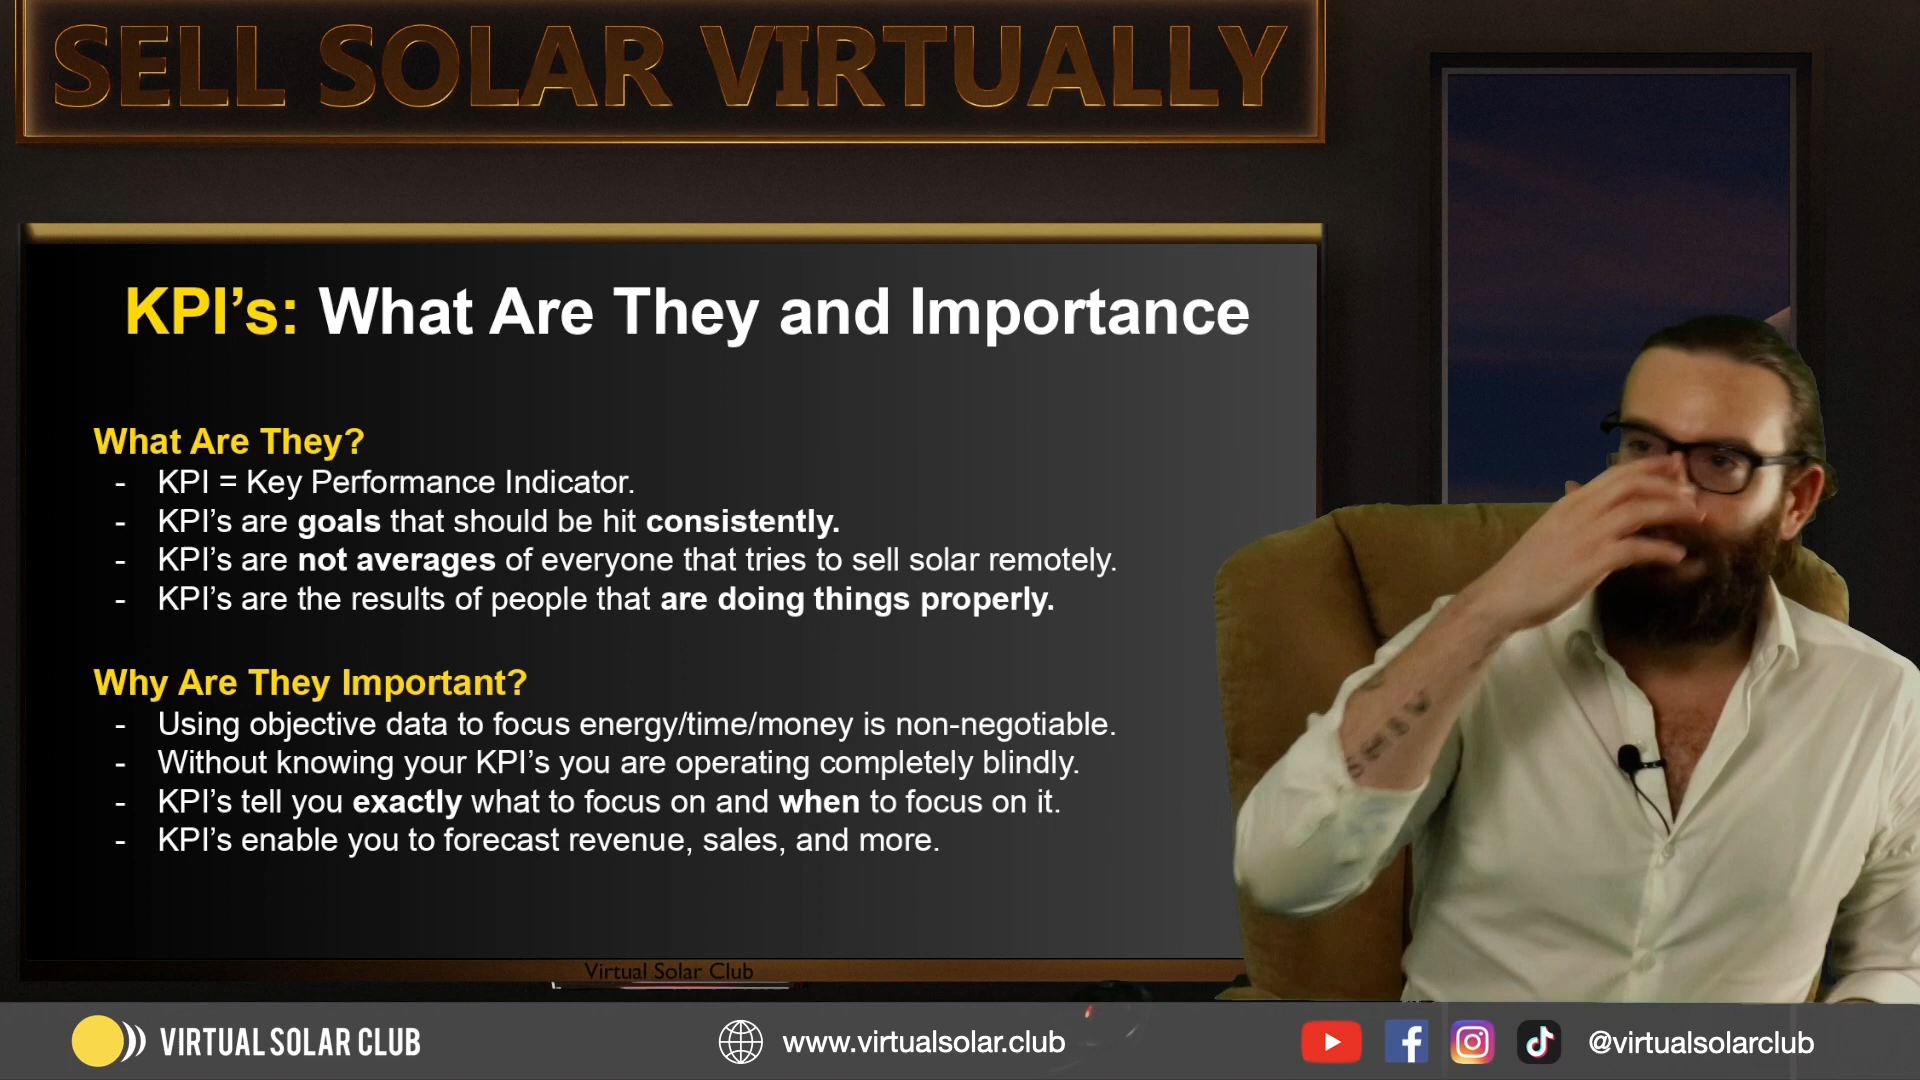 SELL SOLAR VIRTUALLY
KPI’s: What Are They and Importance
What Are They?
- KPI = Key Performance Indicator.
- KPI’s are goals that should be hit consistently.
- KPI’s are not averages of everyone that tries to sell solar remotely.
- KPI’s are the results of people that are doing things properly.
Why Are They Important?
- Using objective data to focus energy/time/money is non-negotiable.
- Without knowing your KPI’s you are operating completely blindly.
- KPI’s tell you exactly what to focus on and when to focus on it.
- KPI’s enable you to forecast revenue, sales, and more.
Virtual Solar Club
VIRTUAL SOLAR CLUB
www.virtualsolar.club
@virtualsolarclub